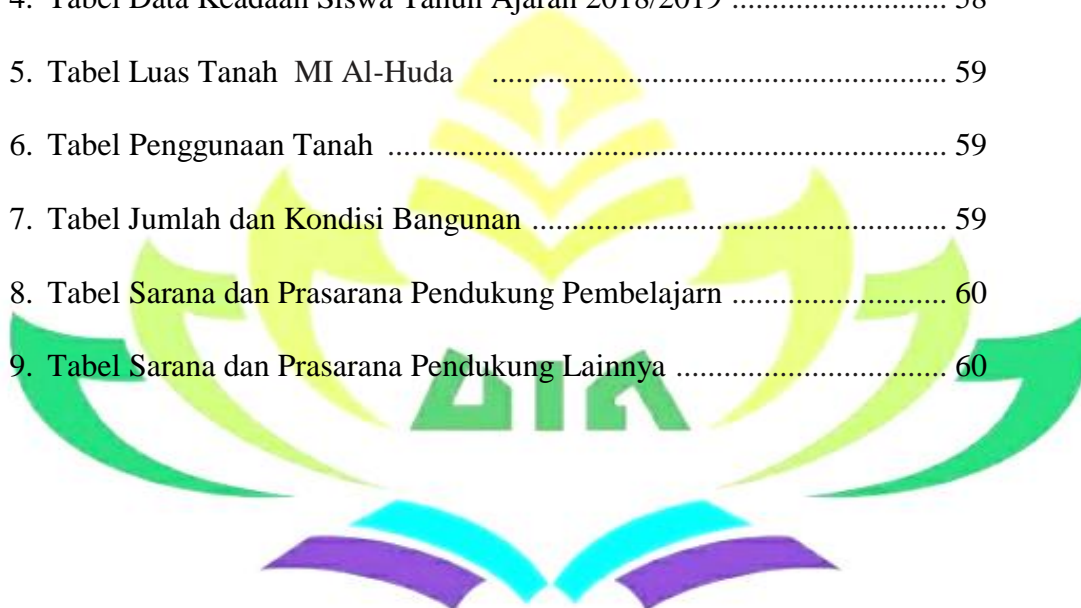 4. Tabel Data Keadaan Siswa Tahun Ajaran 2018/2019 ........................... 58
5. Tabel Luas Tanah MI Al-Huda ......................................................... 59
6. Tabel Penggunaan Tanah ...................................................................... 59
7. Tabel Jumlah dan Kondisi Bangunan .................................................... 59
8. Tabel Sarana dan Prasarana Pendukung Pembelajarn ........................... 60
9. Tabel Sarana dan Prasarana Pendukung Lainnya .................................. 60